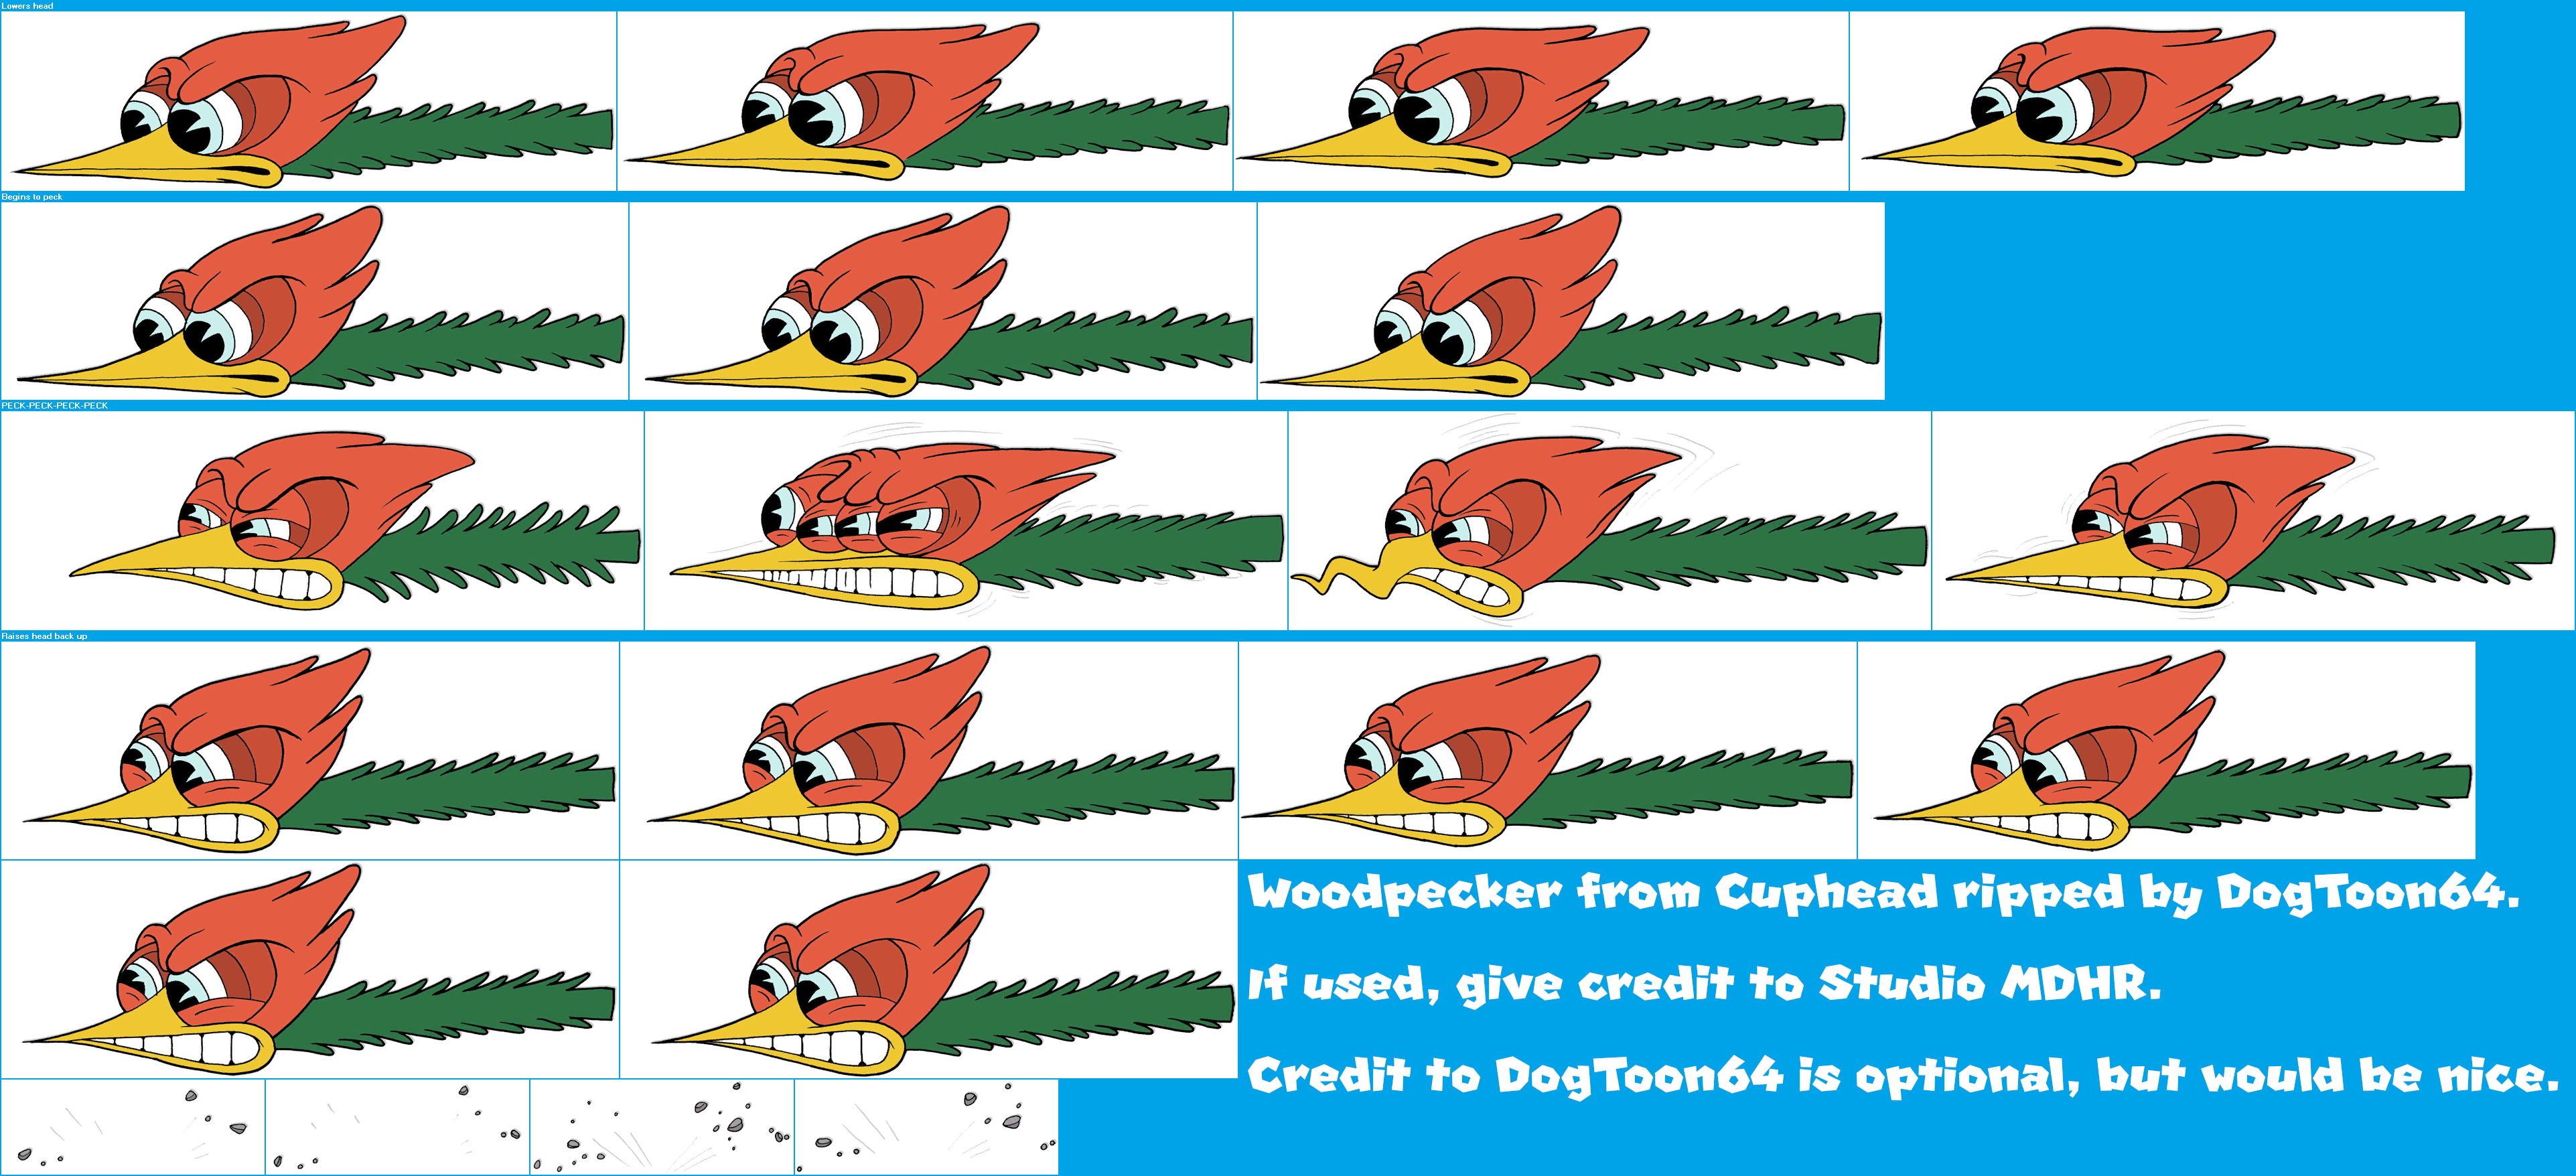 Lowers head
Begins to peck
PECK-PECK-PECK-PECK
Raises head back up
Woodpecker from Cuphead ripped by DogToon64.
If used, give credit to Studio MDHR.
Credit to DogToon64 is optional, but would be nice.